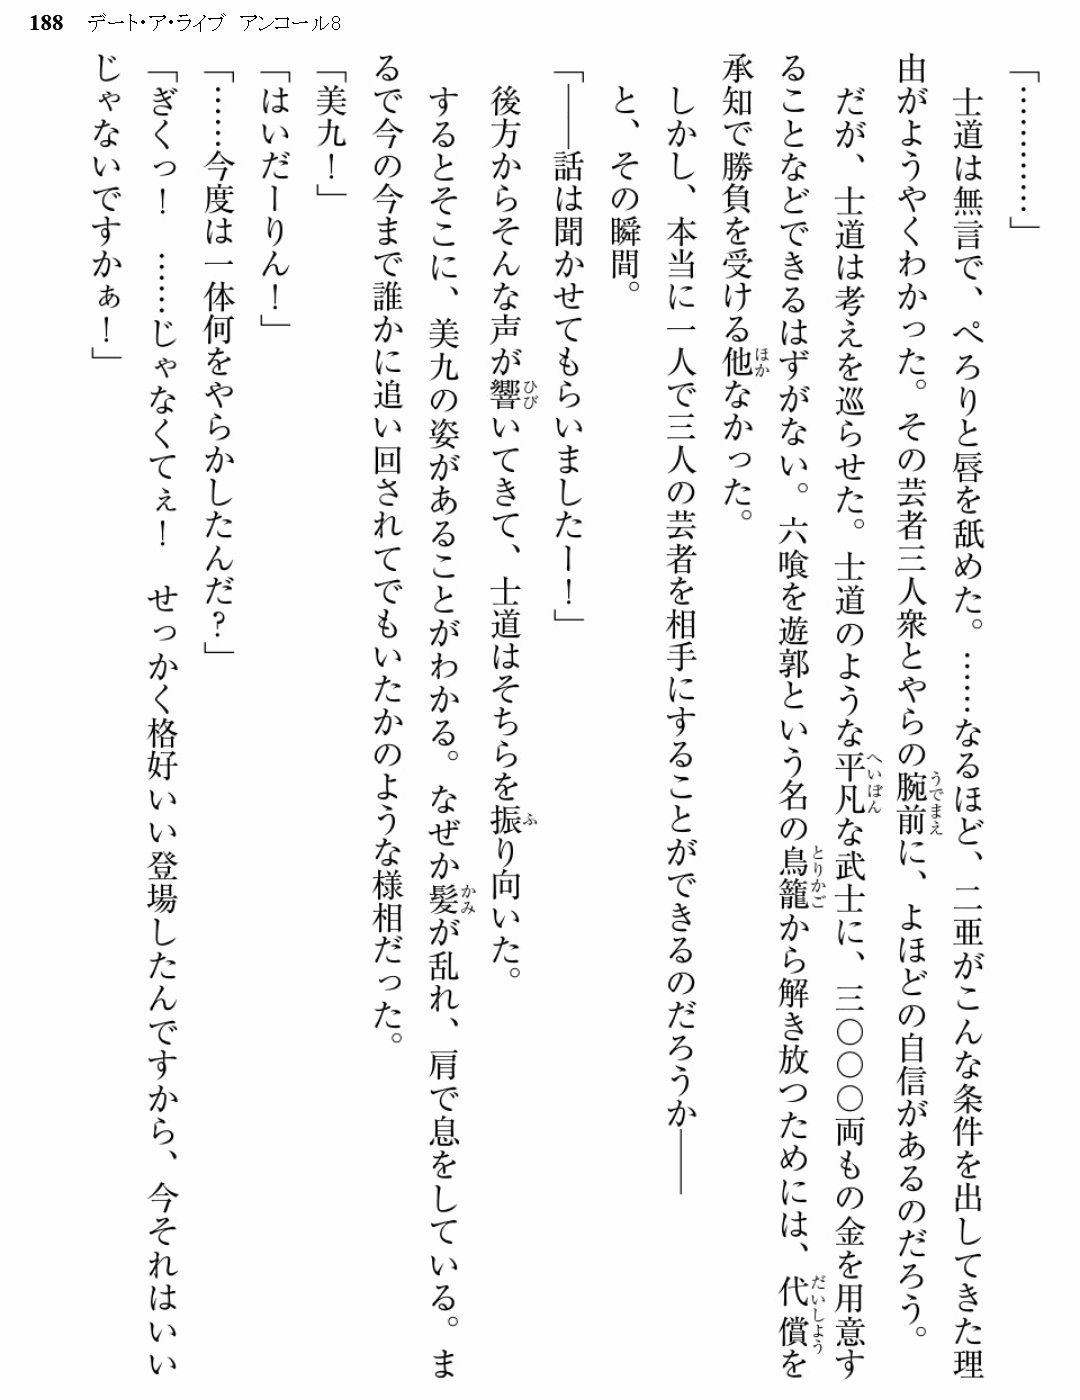 188 デート・ア・ライブ アンコール8
「…………」
士道は無言で、ぺろりと唇を舐めた。……なるほど、二亜がこんな条件を出してきた理
由がようやくわかった。その芸者三人衆とやらの腕前に、よほどの自信があるのだろう。
だが、士道は考えを巡らせた。士道のような平凡な武士に、三〇〇〇両もの金を用意す
ることなどできるはずがない。六喰を遊郭という名の鳥籠から解き放つためには、代償を
承知で勝負を受ける他なかった。
しかし、本当に一人で三人の芸者を相手にすることができるのだろうか――
と、その瞬間。
「――話は聞かせてもらいましたー！」
後方からそんな声が響いてきて、士道はそちらを振り向いた。
するとそこに、美九の姿があることがわかる。なぜか髪が乱れ、肩で息をしている。ま
るで今の今まで誰かに追い回されてでもいたかのような様相だった。
「美九！」
「はいだーりん！」
「……今度は一体何をやらかしたんだ？」
「ぎくっ！　……じゃなくてぇ！　せっかく格好いい登場したんですから、今それはいい
じゃないですかぁ！」